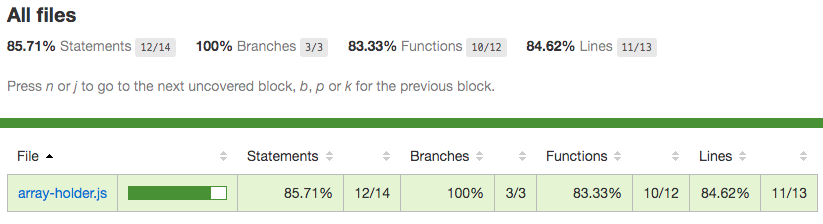 All files
85.71% Statements 12/14 100% Branches 3/3 83.33% Functions 10/12 84.62% Lines 11/13
Press n or j to go to the next uncovered block, b, p or k for the previous block.
File Statements Branches Functions Lines
array-holder.js 85.71% 12/14 100% 3/3 83.33% 10/12 84.62% 11/13